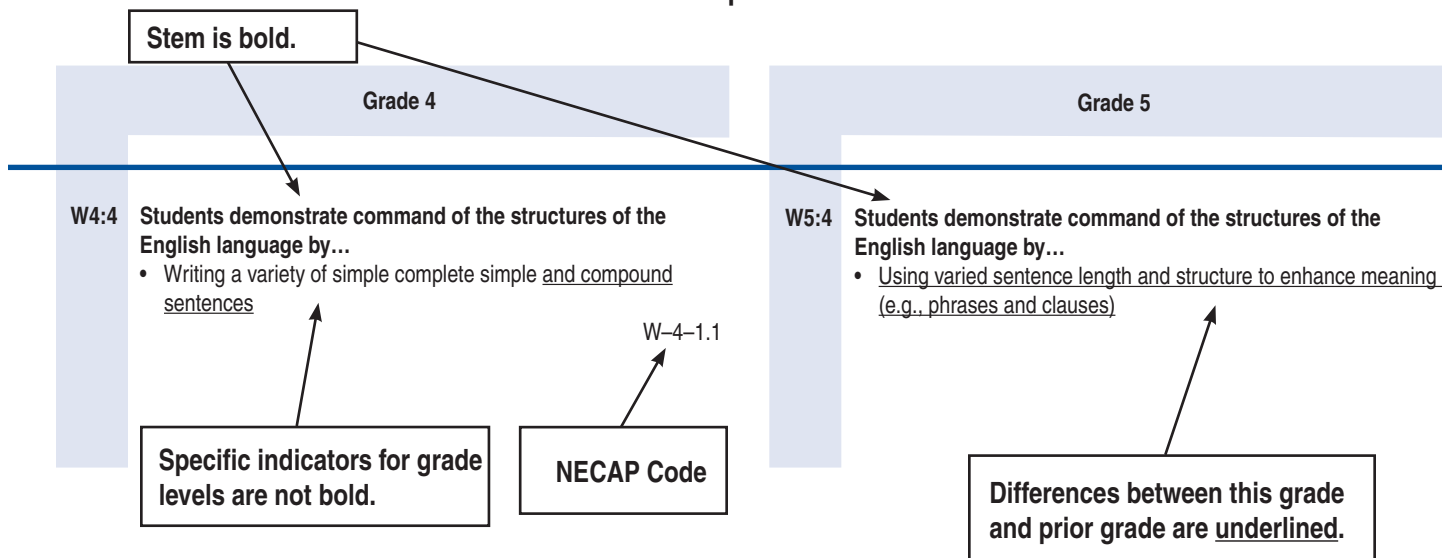 Stem is bold.
Grade 4
Grade 5
W4:4 Students demonstrate command of the structures of the
English language by…
• Writing a variety of simple complete simple and compound
sentences
W–4–1.1
W5:4 Students demonstrate command of the structures of the
English language by…
• Using varied sentence length and structure to enhance meaning
(e.g., phrases and clauses)
Specific indicators for grade
levels are not bold.
NECAP Code
Differences between this grade
and prior grade are underlined.